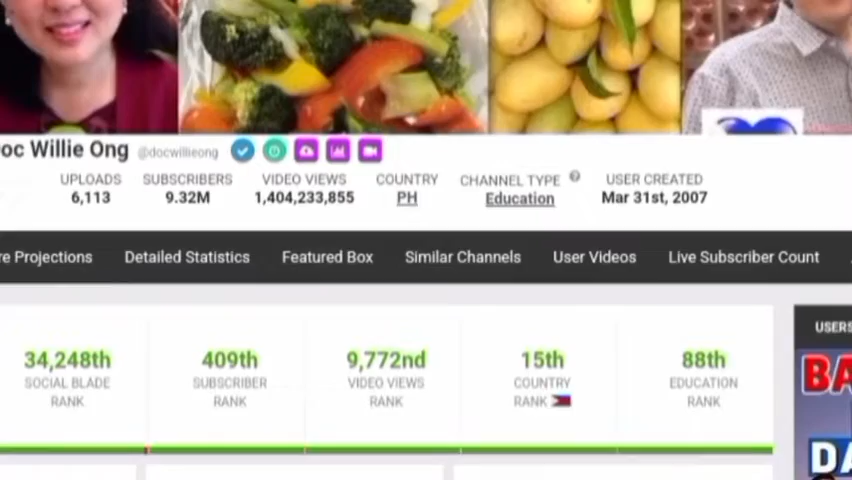 oc Willie Ong @docwillieong
UPLOADS SUBSCRIBERS VIDEO VIEWS COUNTRY CHANNEL TYPE USER CREATED
6,113 9.32M 1,404,233,855 PH Education Mar 31st, 2007
re Projections Detailed Statistics Featured Box Similar Channels User Videos Live Subscriber Count
34,248th 409th 9,772nd 15th 88th
SOCIAL BLADE SUBSCRIBER VIDEO VIEWS COUNTRY EDUCATION
RANK RANK RANK RANK RANK
USERS
BA
DA